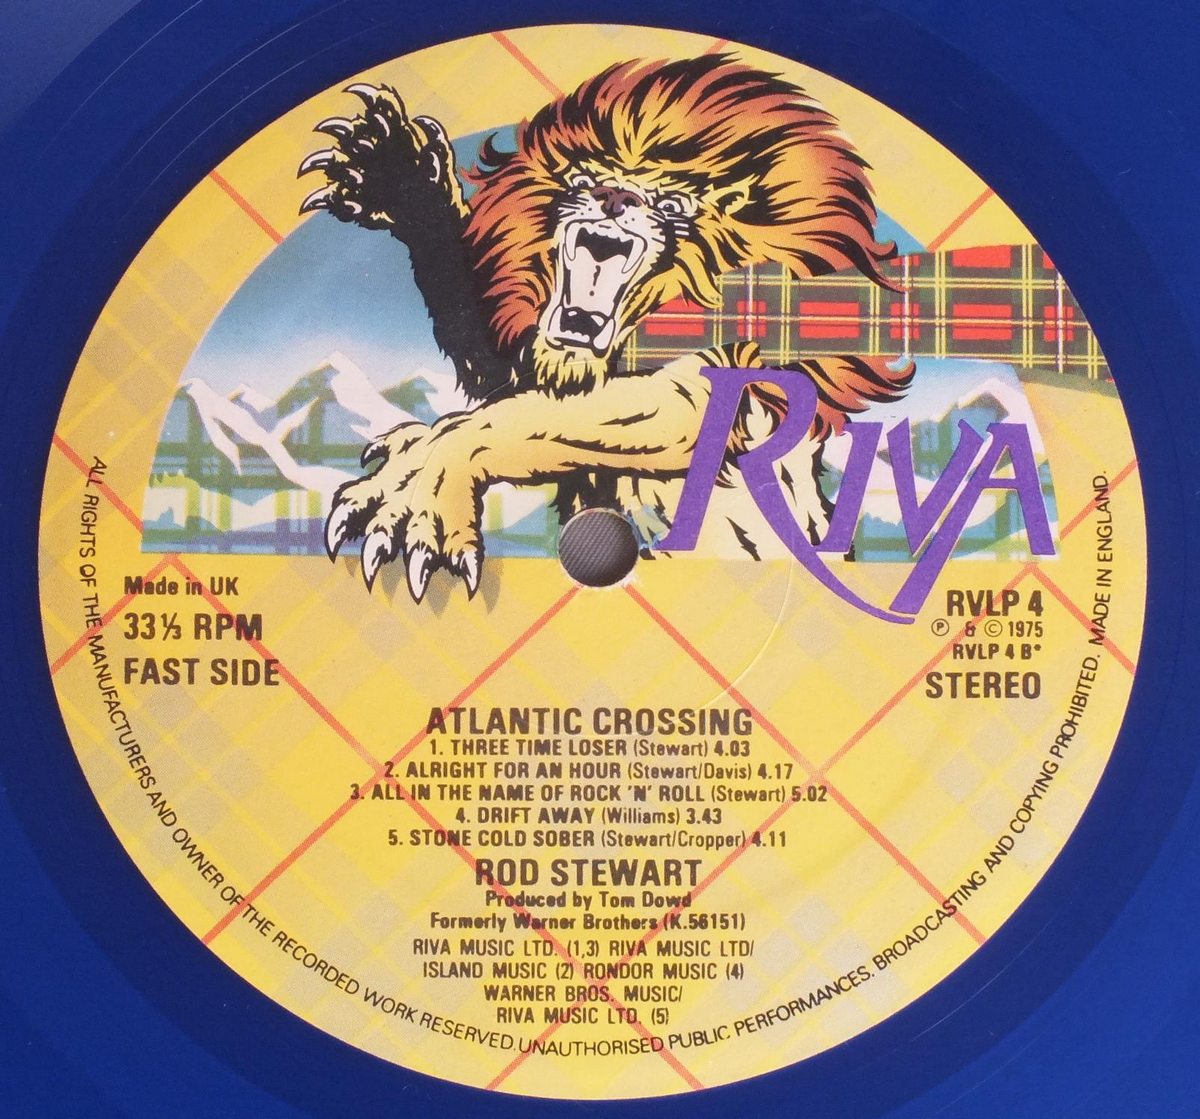 RIVA
Made in UK
33⅓ RPM
FAST SIDE
RVLP 4
Ⓟ & © 1975
RVLP 4 B*
STEREO
ATLANTIC CROSSING
1. THREE TIME LOSER (Stewart) 4.03
2. ALRIGHT FOR AN HOUR (Stewart/Davis) 4.17
3. ALL IN THE NAME OF ROCK 'N' ROLL (Stewart) 5.02
4. DRIFT AWAY (Williams) 3.43
5. STONE COLD SOBER (Stewart/Cropper) 4.11
ROD STEWART
Produced by Tom Dowd
Formerly Warner Brothers (K.56151)
RIVA MUSIC LTD. (1,3) RIVA MUSIC LTD/
ISLAND MUSIC (2) RONDOR MUSIC (4)
WARNER BROS. MUSIC/
RIVA MUSIC LTD. (5)
ALL RIGHTS OF THE MANUFACTURERS AND OWNER OF THE RECORDED WORK RESERVED. UNAUTHORISED PUBLIC PERFORMANCES. BROADCASTING AND COPYING PROHIBITED. MADE IN ENGLAND.